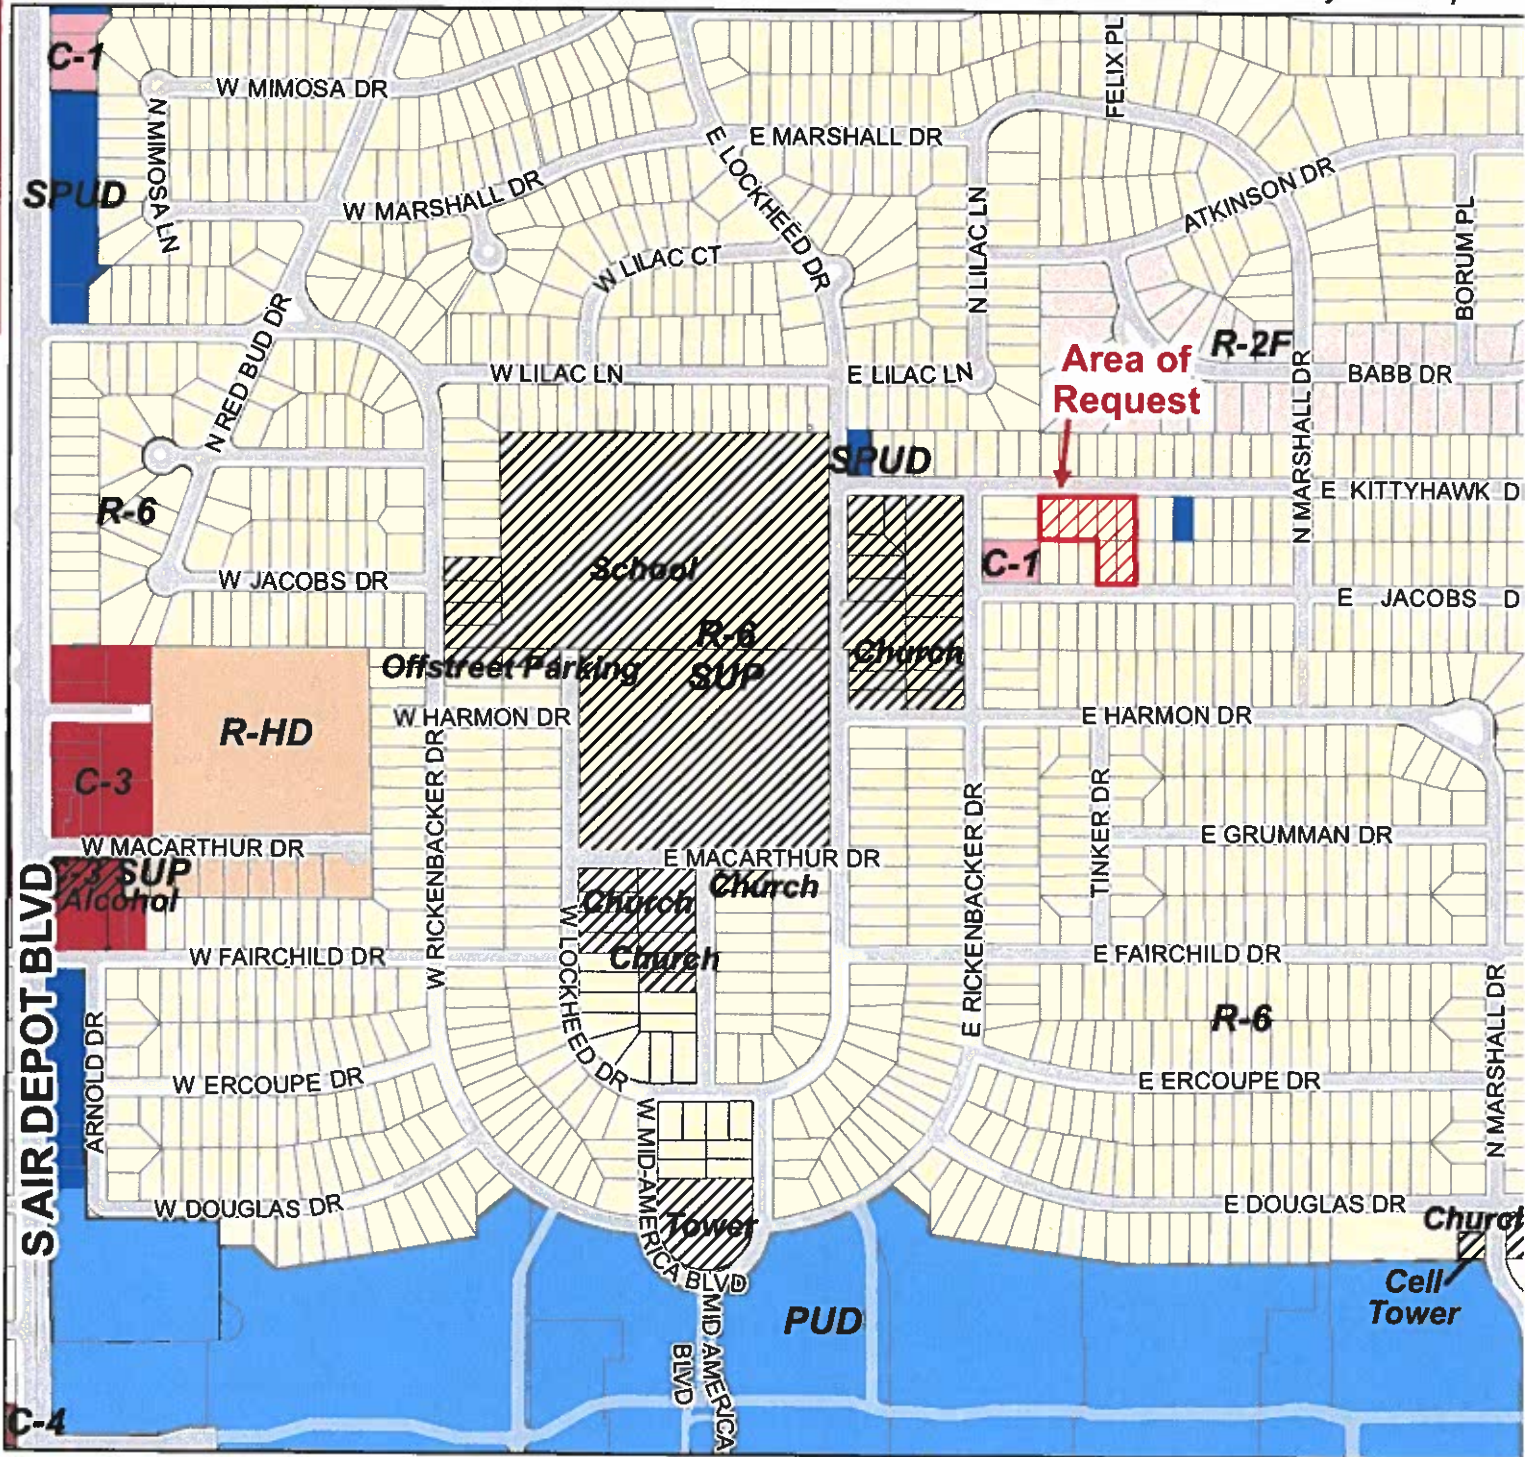 C-1
W MIMOSA DR
FELIX PL
N MIMOSA LN
E MARSHALL DR
E LOCKHEED DR
SPUD
W MARSHALL DR
ATKINSON DR
N LILAC LN
BORUM PL
W LILAC CT
N RED BUD DR
R-2F
Area of
Request
W LILAC LN
E LILAC LN
BABB DR
N MARSHALL DR
SPUD
E KITTYHAWK D
R-6
School
C-1
W JACOBS DR
E JACOBS D
R-6
SUP
Church
Offstreet Parking
R-HD
W HARMON DR
E HARMON DR
C-3
W RICKENBACKER DR
E RICKENBACKER DR
TINKER DR
E GRUMMAN DR
W MACARTHUR DR
E MACARTHUR DR
C-3 SUP
Alcohol
Church
Church
Church
W FAIRCHILD DR
E FAIRCHILD DR
W LOCKHEED DR
S AIR DEPOT BLVD
R-6
ARNOLD DR
N MARSHALL DR
W ERCOUPE DR
E ERCOUPE DR
W MID-AMERICA BLVD
W DOUGLAS DR
E DOUGLAS DR
Tower
Church
Cell
Tower
PUD
MID AMERICA
BLVD
C-4